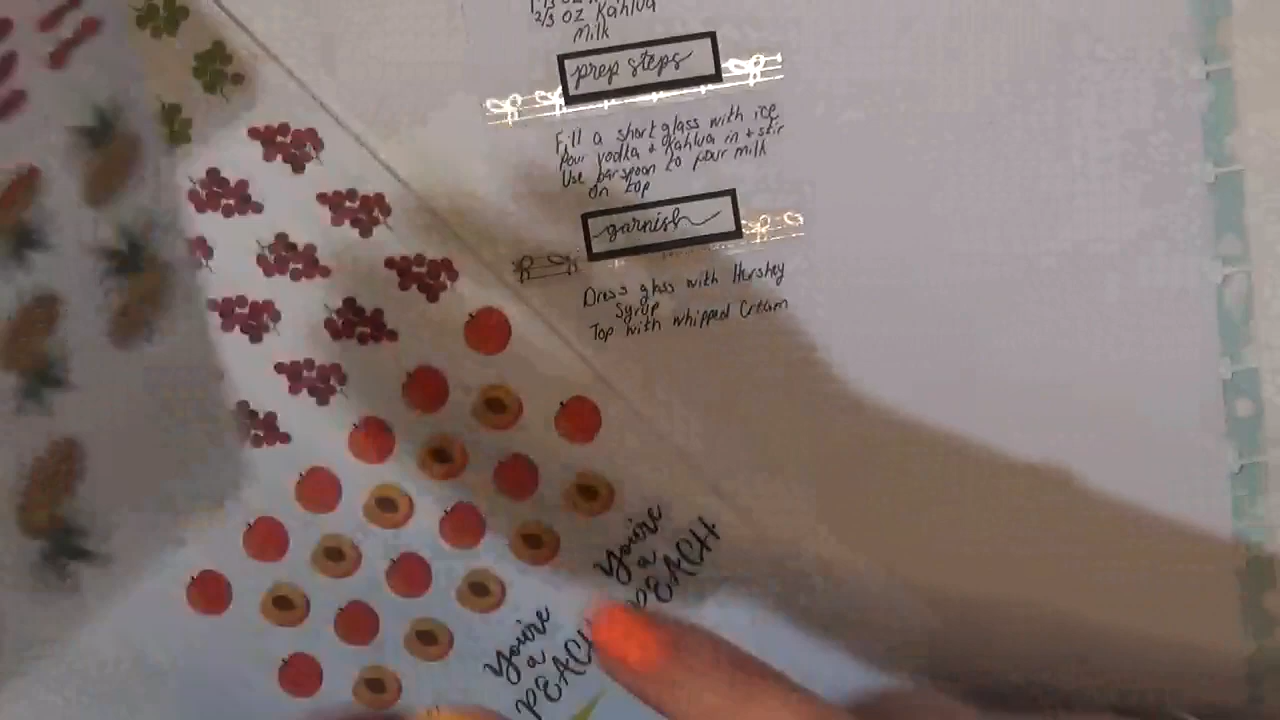 2/3 oz Kahlua
Milk
prep steps
Fill a short glass with ice
Pour vodka + Kahlua in + stir
Use barspoon to pour milk
on top
garnish
Dress glass with Hershey
Syrup
Top with whipped Cream
You're
a
PEACH
You're
a
PEACH